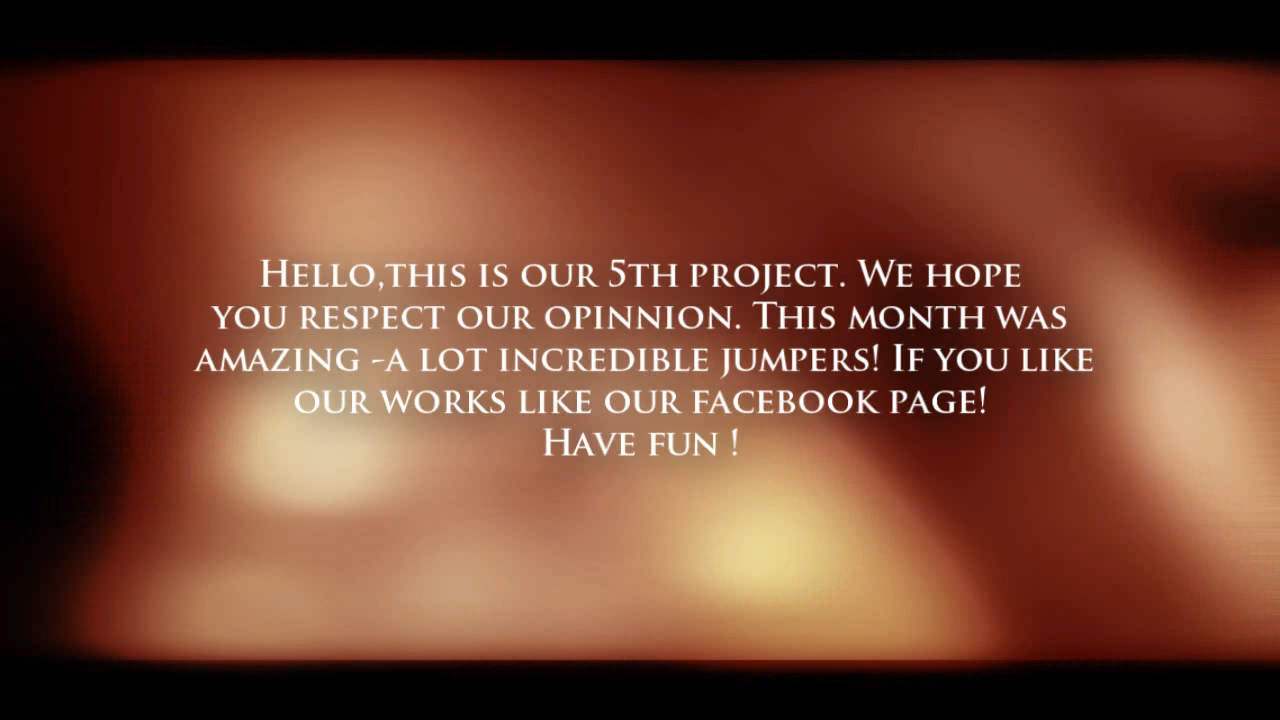 Hello,this is our 5th project. We hope
you respect our opinnion. This month was
amazing -a lot incredible jumpers! If you like
our works like our facebook page!
Have fun !